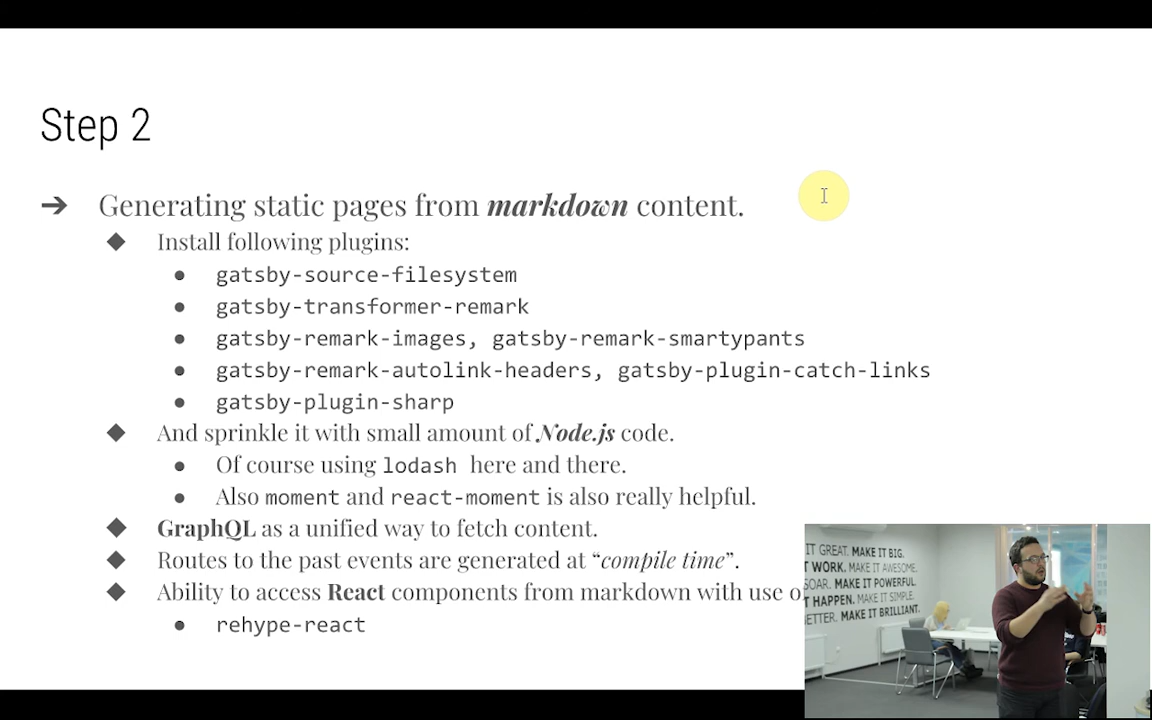 Step 2
➔ Generating static pages from markdown content.
◆ Install following plugins:
● gatsby-source-filesystem
● gatsby-transformer-remark
● gatsby-remark-images, gatsby-remark-smartypants
● gatsby-remark-autolink-headers, gatsby-plugin-catch-links
● gatsby-plugin-sharp
◆ And sprinkle it with small amount of Node.js code.
● Of course using lodash here and there.
● Also moment and react-moment is also really helpful.
◆ GraphQL as a unified way to fetch content.
◆ Routes to the past events are generated at “compile time”.
◆ Ability to access React components from markdown with use o
● rehype-react
IT GREAT. MAKE IT BIG.
WORK. MAKE IT AWESOME.
SOAR. MAKE IT POWERFUL.
HAPPEN. MAKE IT SIMPLE.
MAKE IT BRILLIANT.